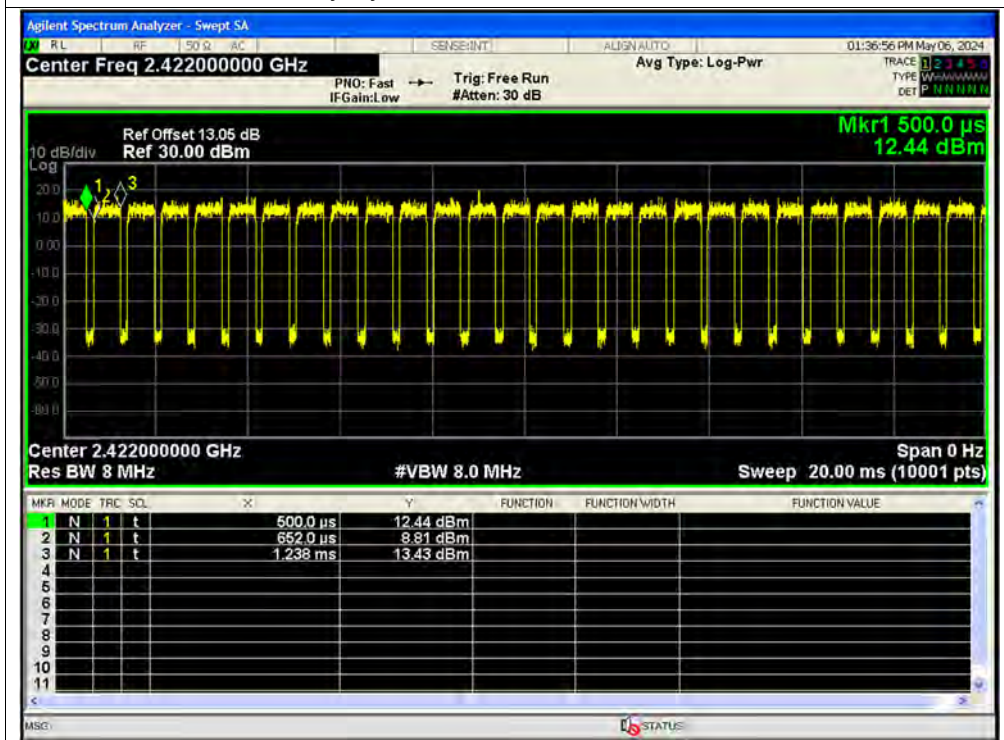 Agilent Spectrum Analyzer - Swept SA
RL RF 50 Ω AC SENSE:INT ALIGN AUTO 01:36:56 PM May 06, 2024
Center Freq 2.422000000 GHz
PNO: Fast
IFGain:Low
Trig: Free Run
#Atten: 30 dB
Avg Type: Log-Pwr
TRACE 1 2 3 4 5 6
TYPE
DET P N N N N N
Mkr1 500.0 µs
12.44 dBm
Ref Offset 13.05 dB
10 dB/div Ref 30.00 dBm
Log
20.0
10.0
0.00
-10.0
-20.0
-30.0
-40.0
1
2
3
Center 2.422000000 GHz Span 0 Hz
Res BW 8 MHz #VBW 8.0 MHz Sweep 20.00 ms (10001 pts)
MKR MODE TRC SCL X Y FUNCTION FUNCTION WIDTH FUNCTION VALUE
1 N 1 t 500.0 µs 12.44 dBm
2 N 1 t 652.0 µs 8.81 dBm
3 N 1 t 1.238 ms 13.43 dBm
4
5
6
7
8
9
10
11
MSG STATUS